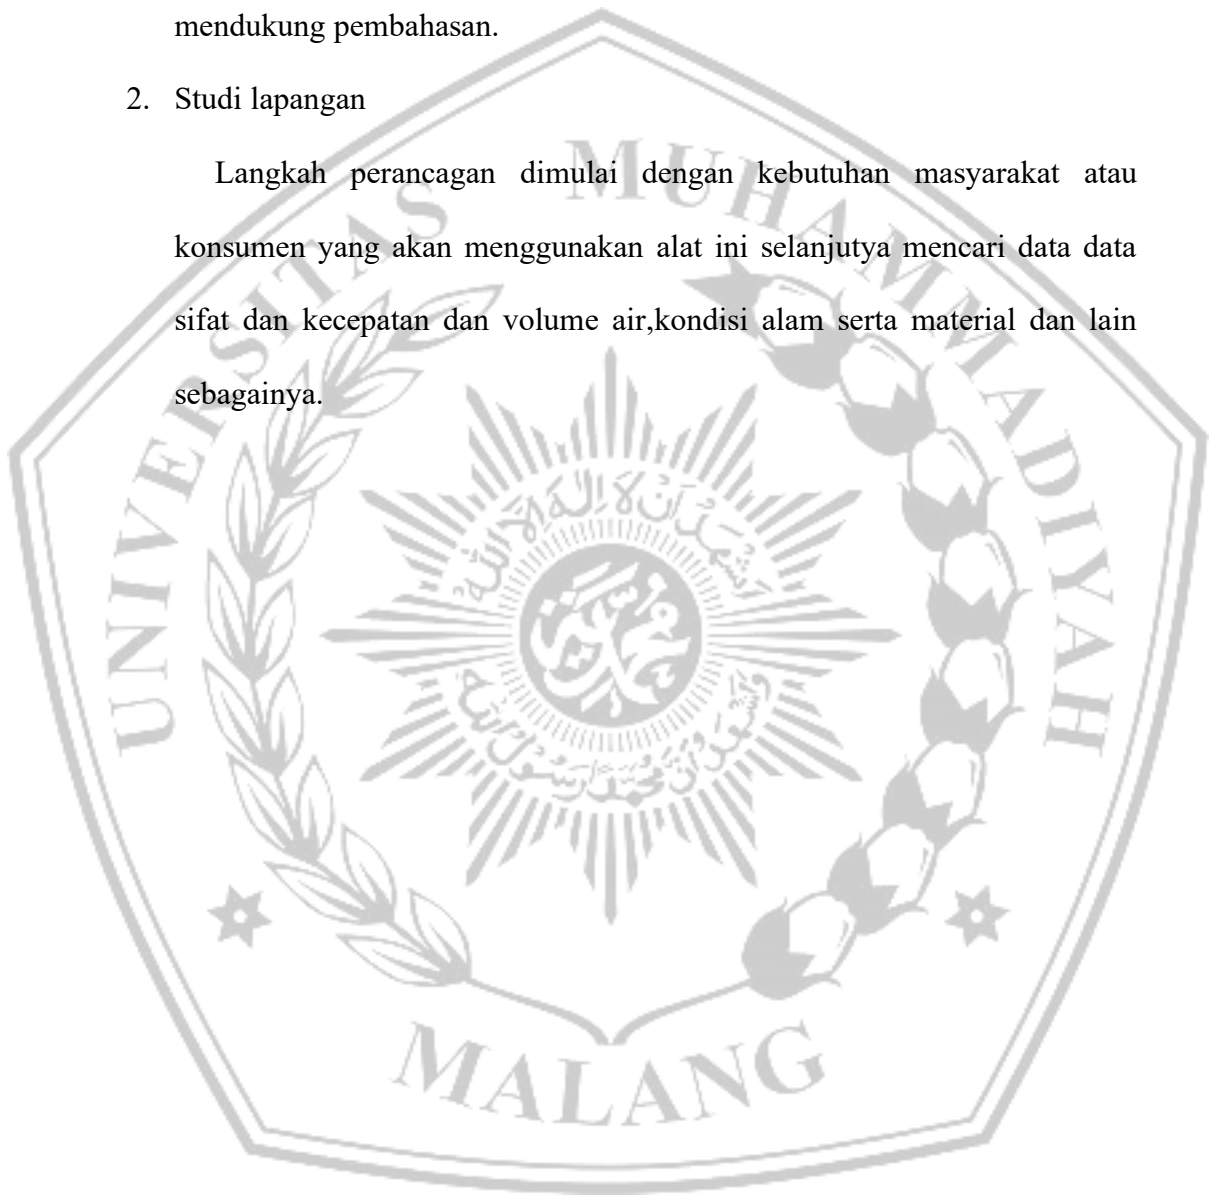 mendukung pembahasan.
2. Studi lapangan
Langkah perancagan dimulai dengan kebutuhan masyarakat atau
konsumen yang akan menggunakan alat ini selanjutya mencari data data
sifat dan kecepatan dan volume air,kondisi alam serta material dan lain
sebagainya.
UNIVERSITAS MUHAMMADIYAH
MALANG